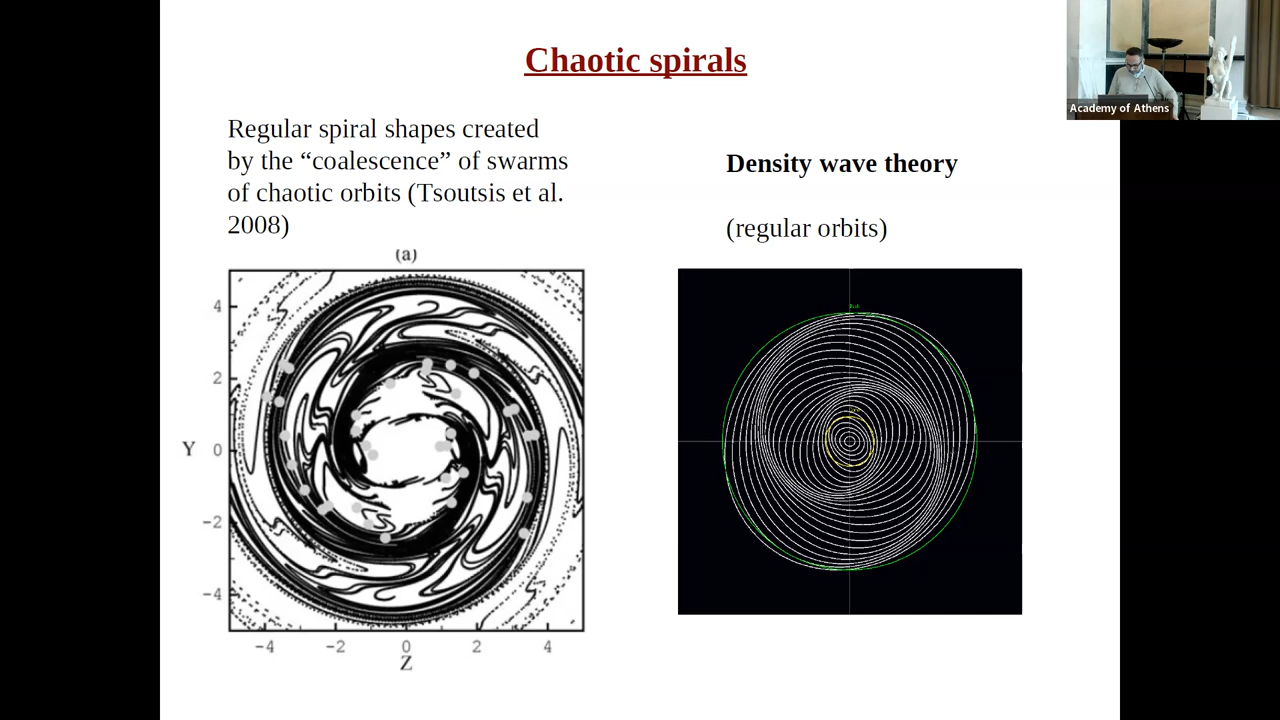 Chaotic spirals
Academy of Athens
Regular spiral shapes created
by the “coalescence” of swarms
of chaotic orbits (Tsoutsis et al.
2008)
Density wave theory
(regular orbits)
(a)
4
2
Y 0
−2
−4
−4 −2 0 2 4
Z